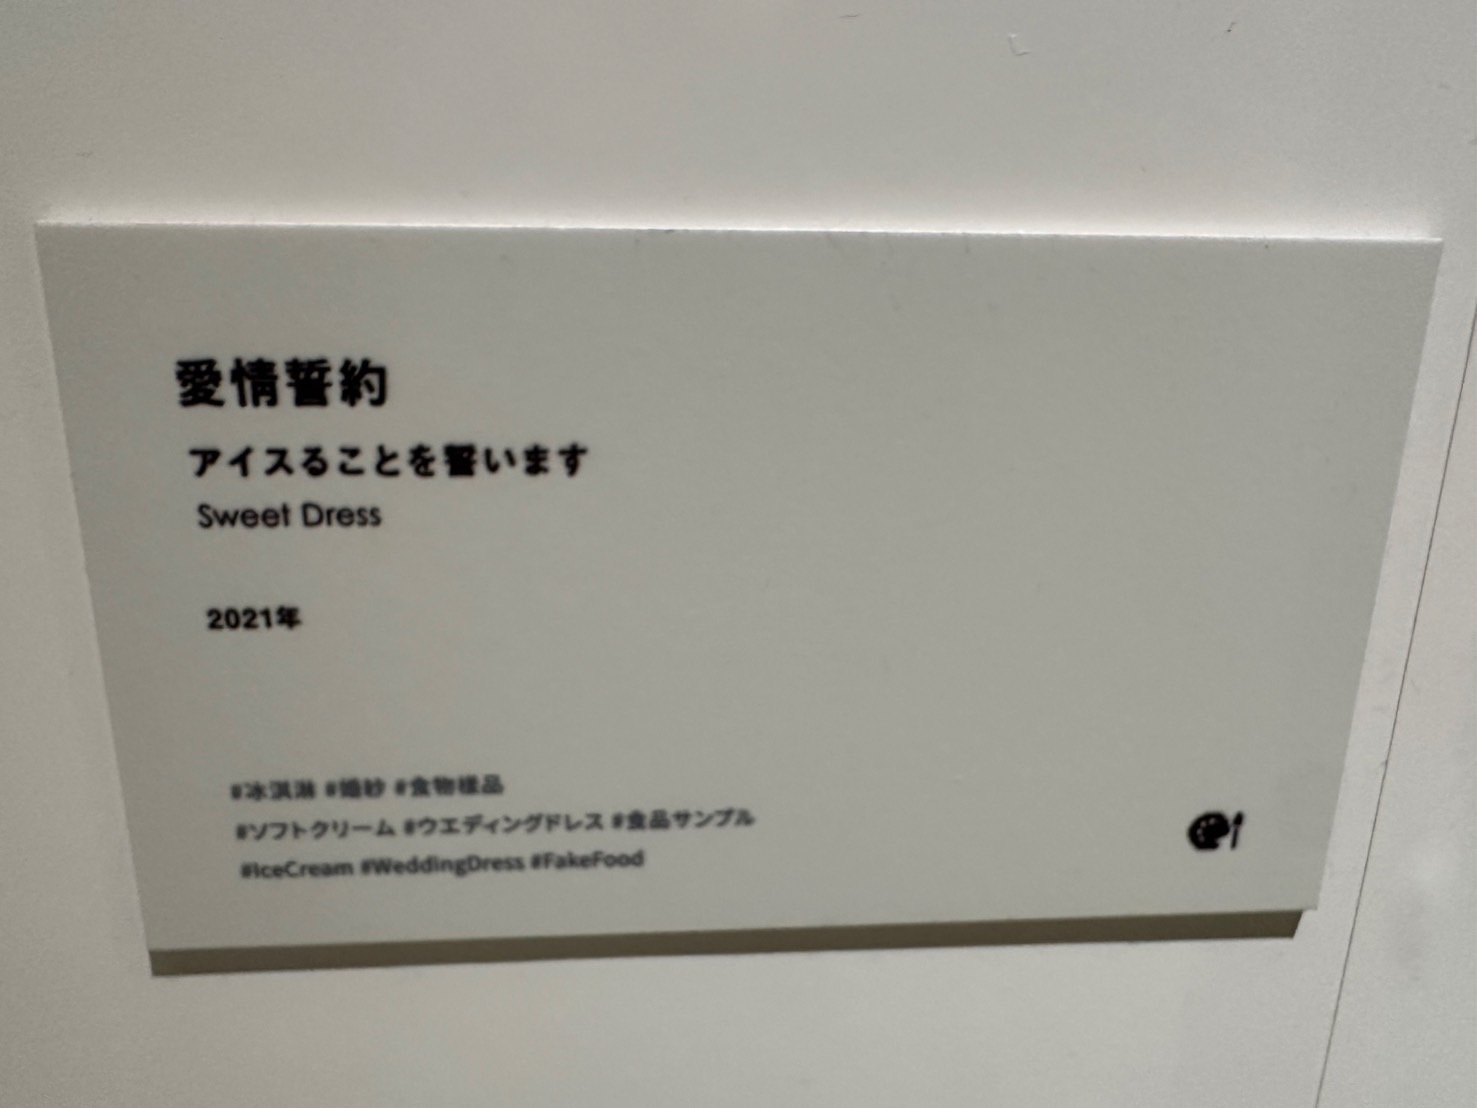 愛情誓約
アイスることを誓います
Sweet Dress
2021年
#冰淇淋 #婚紗 #食物樣品
#ソフトクリーム #ウエディングドレス #食品サンプル
#IceCream #WeddingDress #FakeFood